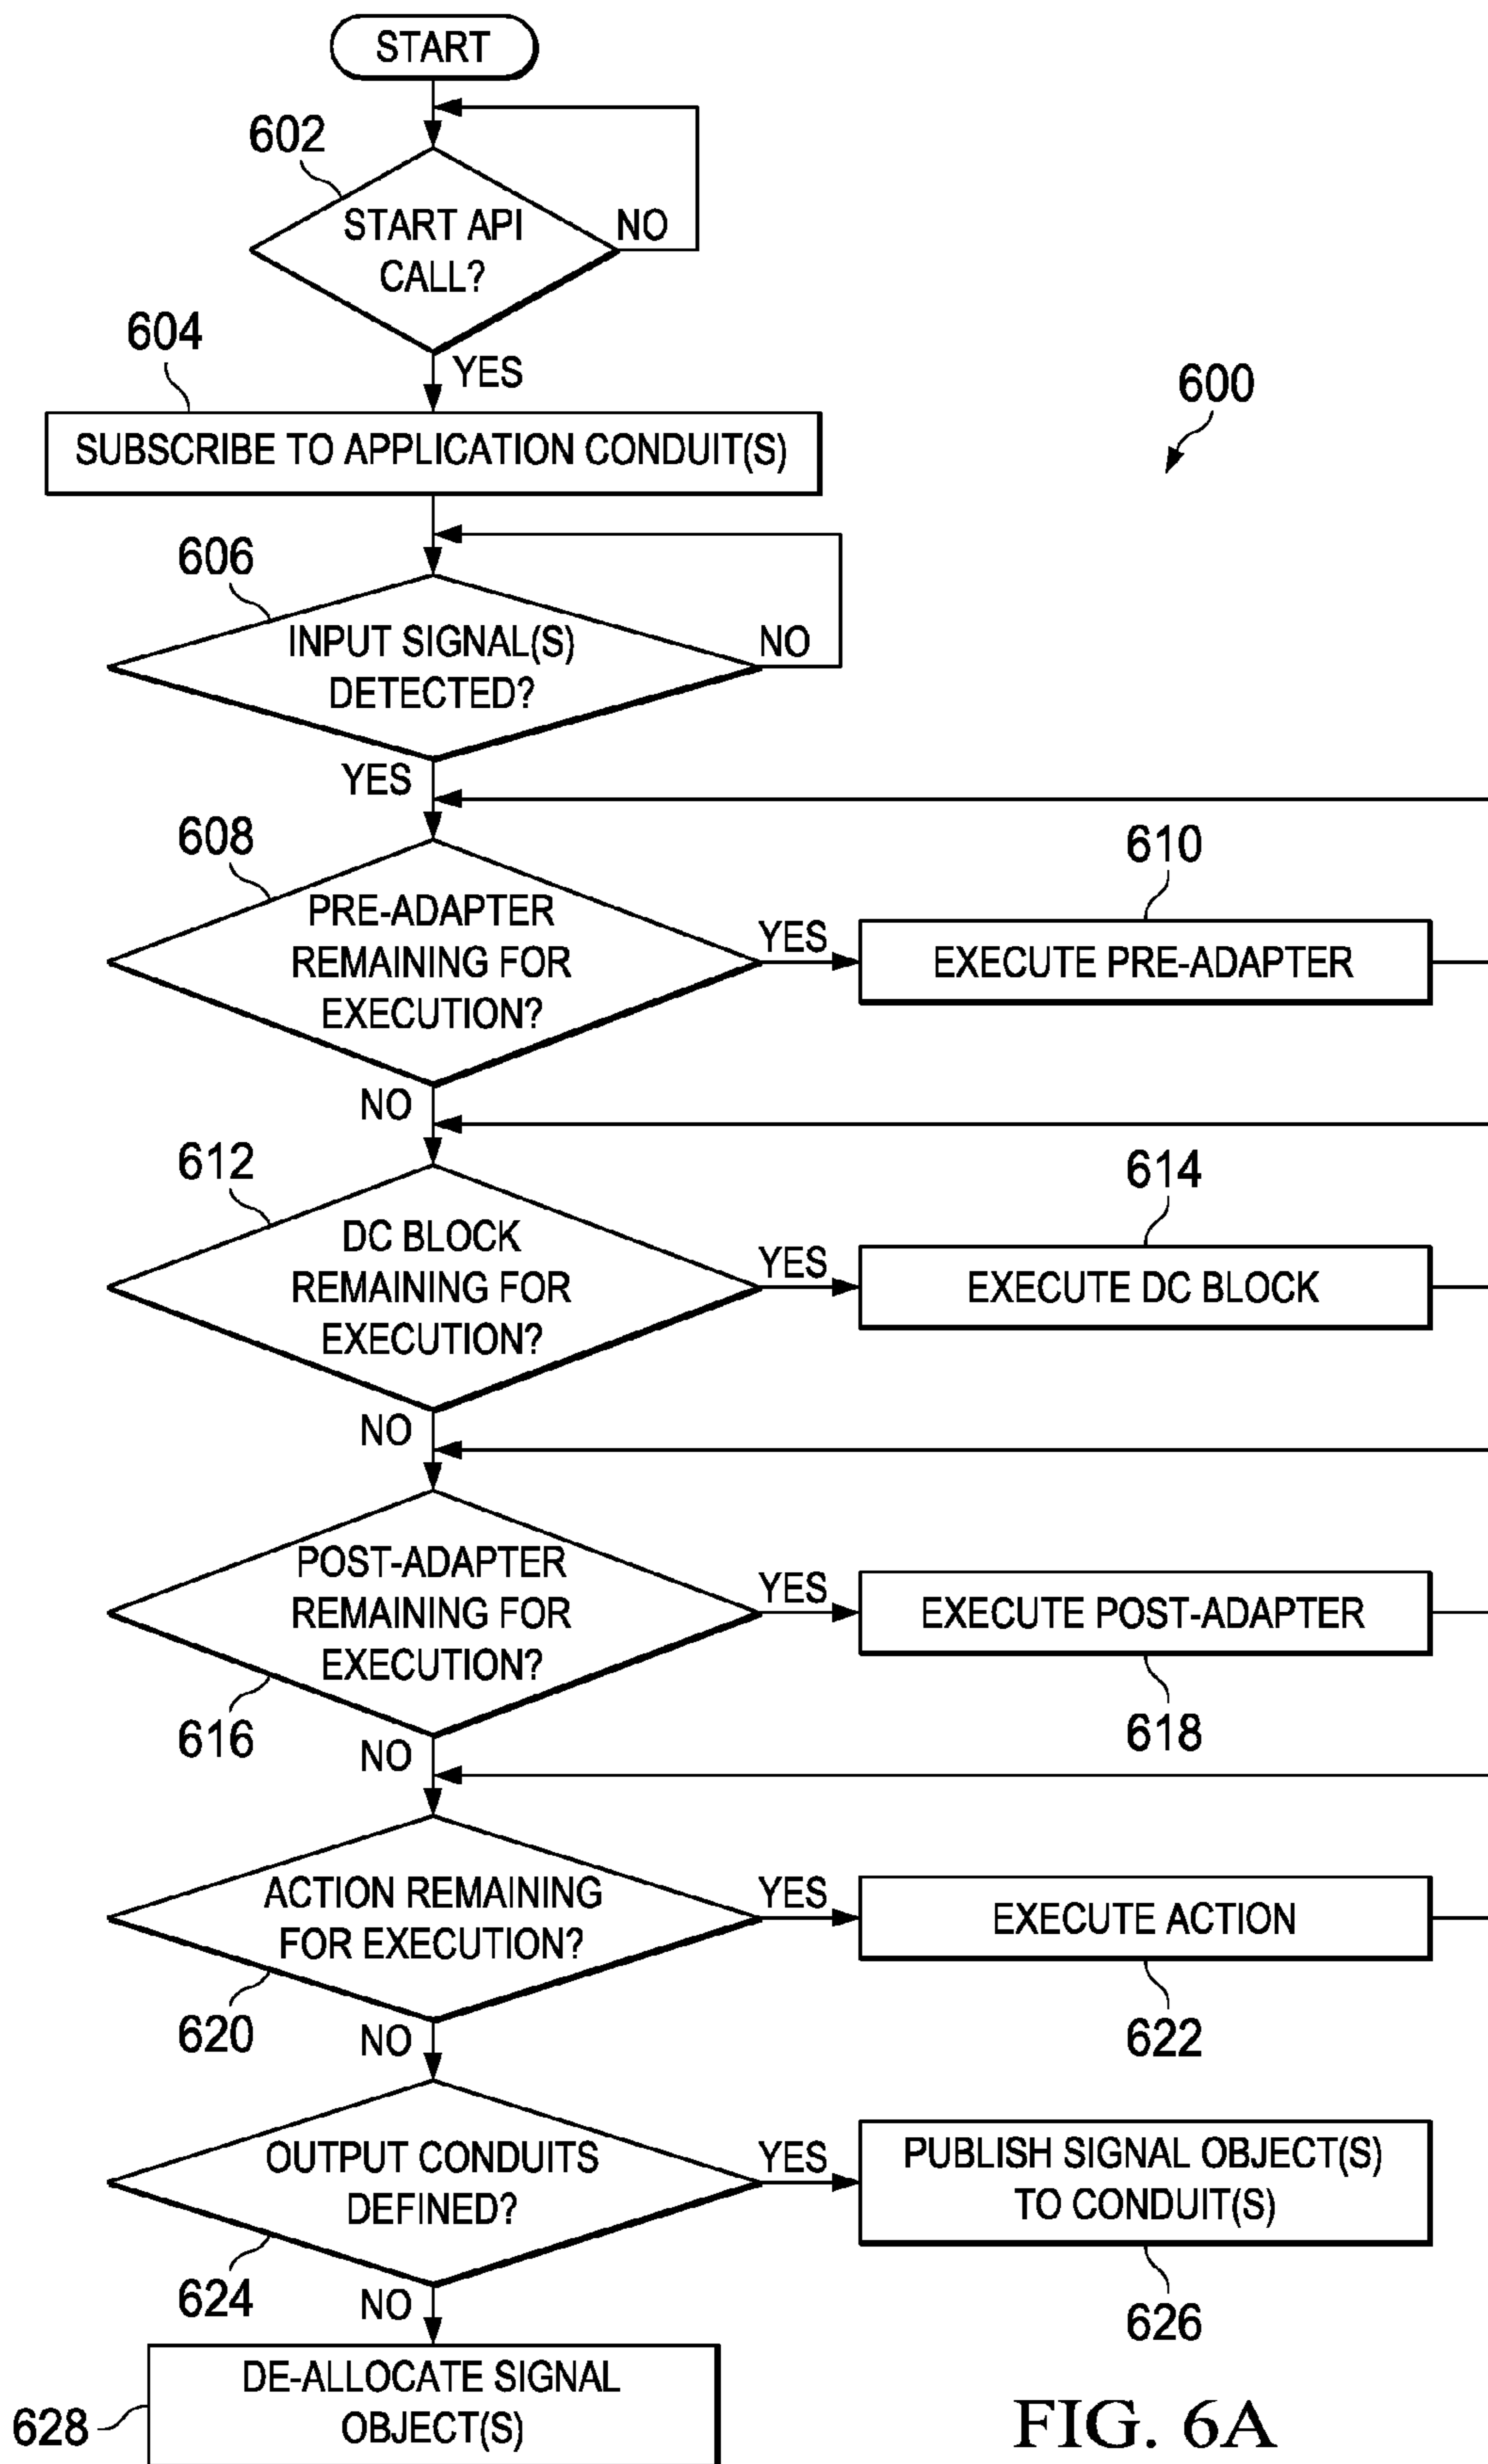 START
602
START API
CALL?
NO
YES
604
SUBSCRIBE TO APPLICATION CONDUIT(S)
600
606
INPUT SIGNAL(S)
DETECTED?
NO
YES
608
PRE-ADAPTER
REMAINING FOR
EXECUTION?
YES
610
EXECUTE PRE-ADAPTER
NO
612
DC BLOCK
REMAINING FOR
EXECUTION?
YES
614
EXECUTE DC BLOCK
NO
POST-ADAPTER
REMAINING FOR
EXECUTION?
616
YES
EXECUTE POST-ADAPTER
618
NO
ACTION REMAINING
FOR EXECUTION?
620
YES
EXECUTE ACTION
622
NO
OUTPUT CONDUITS
DEFINED?
624
YES
PUBLISH SIGNAL OBJECT(S)
TO CONDUIT(S)
626
NO
DE-ALLOCATE SIGNAL
OBJECT(S)
628
FIG. 6A